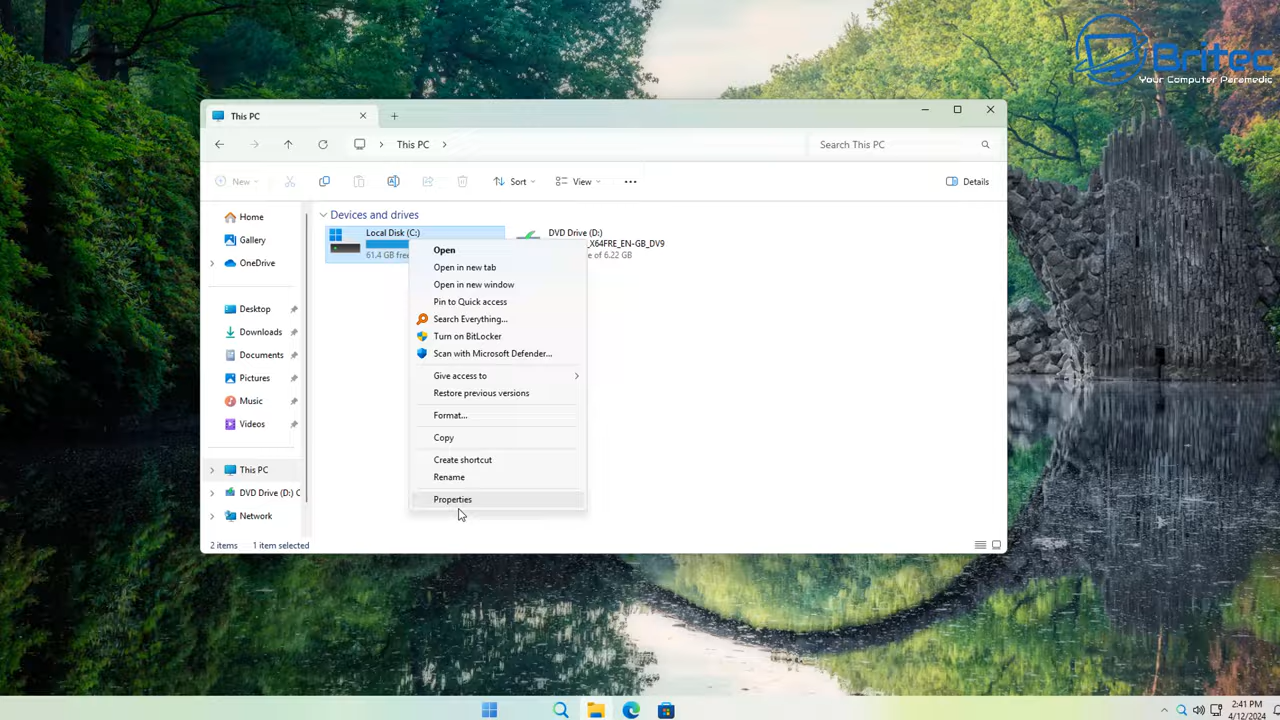 Britec
Your Computer Paramedic
This PC
This PC
Search This PC
New
Sort
View
Details
Home
Gallery
OneDrive
Desktop
Downloads
Documents
Pictures
Music
Videos
This PC
DVD Drive (D:) C
Network
Devices and drives
Local Disk (C:)
61.4 GB fre
DVD Drive (D:)
_X64FRE_EN-GB_DV9
e of 6.22 GB
Open
Open in new tab
Open in new window
Pin to Quick access
Search Everything...
Turn on BitLocker
Scan with Microsoft Defender...
Give access to
Restore previous versions
Format...
Copy
Create shortcut
Rename
Properties
2 items 1 item selected
2:41 PM
4/12/2024